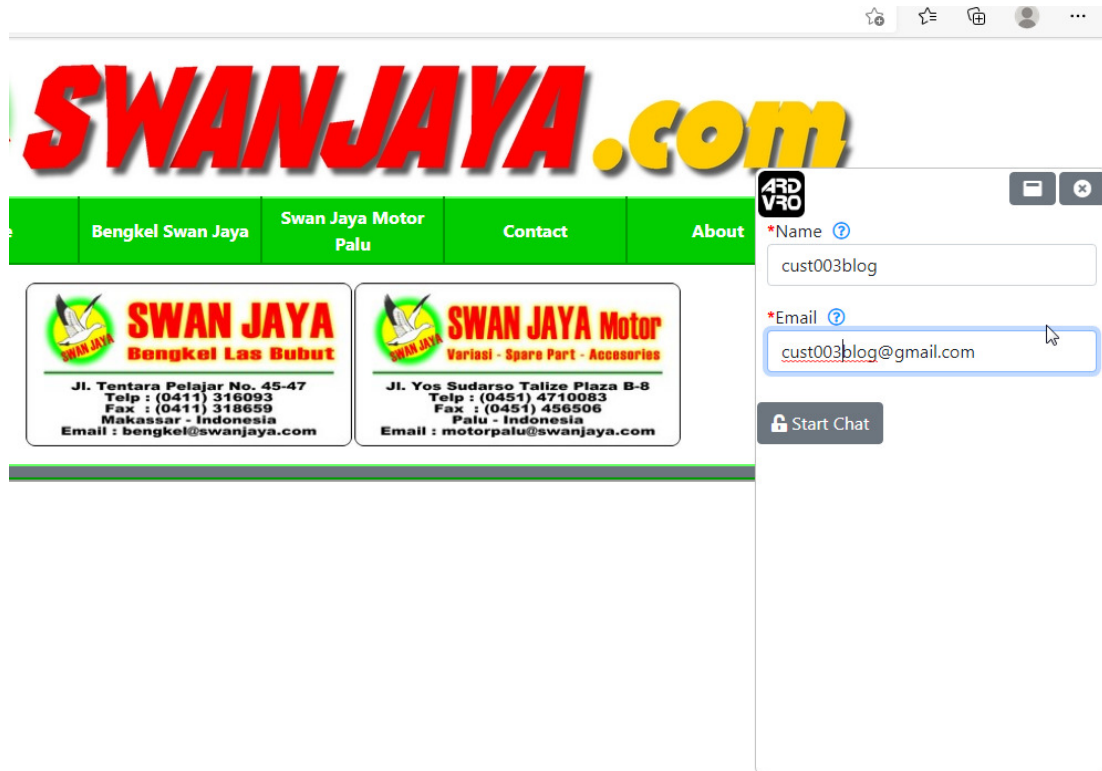 SWANJAYA.com
Bengkel Swan Jaya
Swan Jaya Motor
Palu
Contact
About
SWAN JAYA
SWAN JAYA
Bengkel Las Bubut
Jl. Tentara Pelajar No. 45-47
Telp : (0411) 316093
Fax : (0411) 318659
Makassar - Indonesia
Email : bengkel@swanjaya.com
SWAN JAYA
SWAN JAYA Motor
Variasi - Spare Part - Accesories
Jl. Yos Sudarso Talize Plaza B-8
Telp : (0451) 4710083
Fax : (0451) 456506
Palu - Indonesia
Email : motorpalu@swanjaya.com
ARD
VRO
*Name
cust003blog
*Email
cust003blog@gmail.com
Start Chat